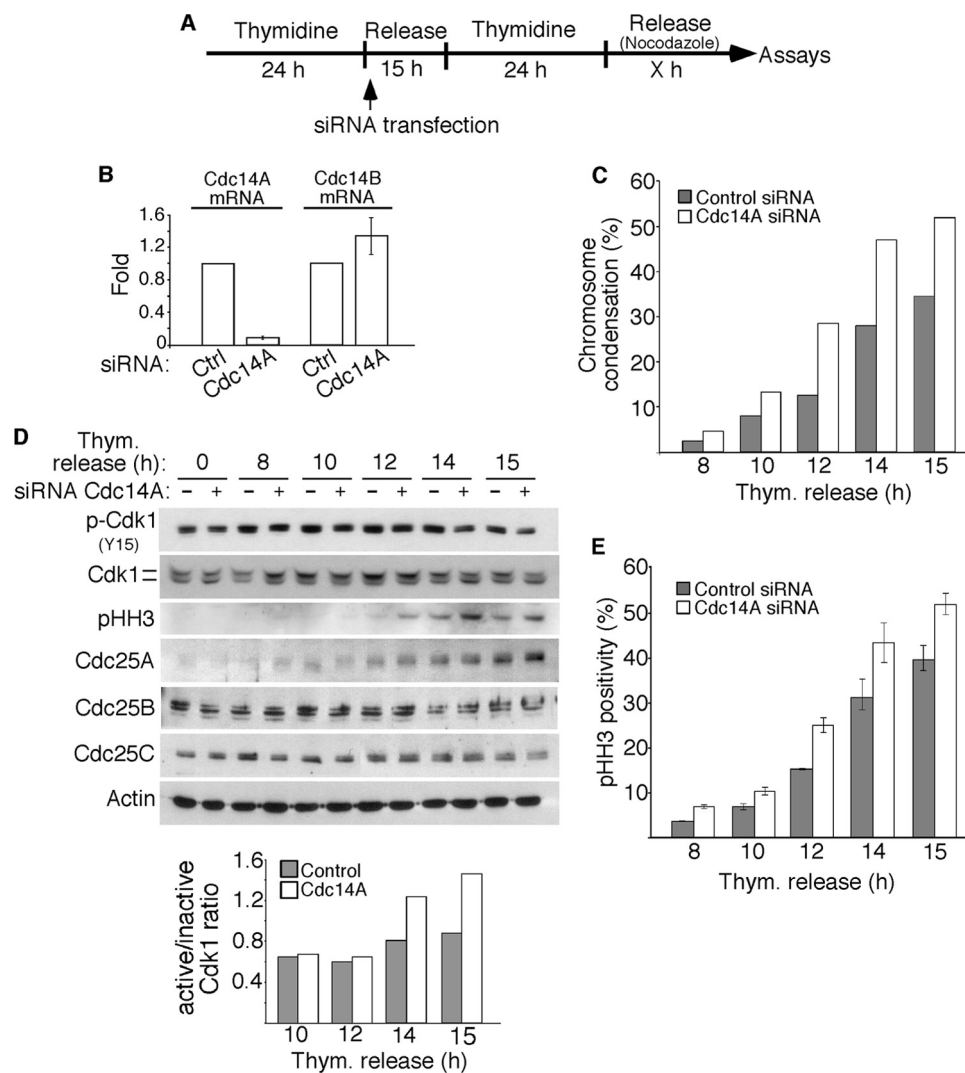 A
Thymidine Release Thymidine Release
(Nocodazole)
24 h 15 h 24 h X h
Assays
siRNA transfection
B
Cdc14A Cdc14B
mRNA mRNA
Fold
1.6
1.2
0.8
0.4
0
siRNA: Ctrl Cdc14A Ctrl Cdc14A
C
Chromosome
condensation (%)
60
50
40
30
20
10
Control siRNA
Cdc14A siRNA
8 10 12 14 15
Thym. release (h)
D
Thym.
release (h): 0 8 10 12 14 15
siRNA Cdc14A: – + – + – + – + – + – +
p-Cdk1
(Y15)
Cdk1
pHH3
Cdc25A
Cdc25B
Cdc25C
Actin
active/inactive
Cdk1 ratio
1.6
1.2
0.8
0.4
Control
Cdc14A
10 12 14 15
Thym. release (h)
E
pHH3 positivity (%)
60
50
40
30
20
10
Control siRNA
Cdc14A siRNA
8 10 12 14 15
Thym. release (h)